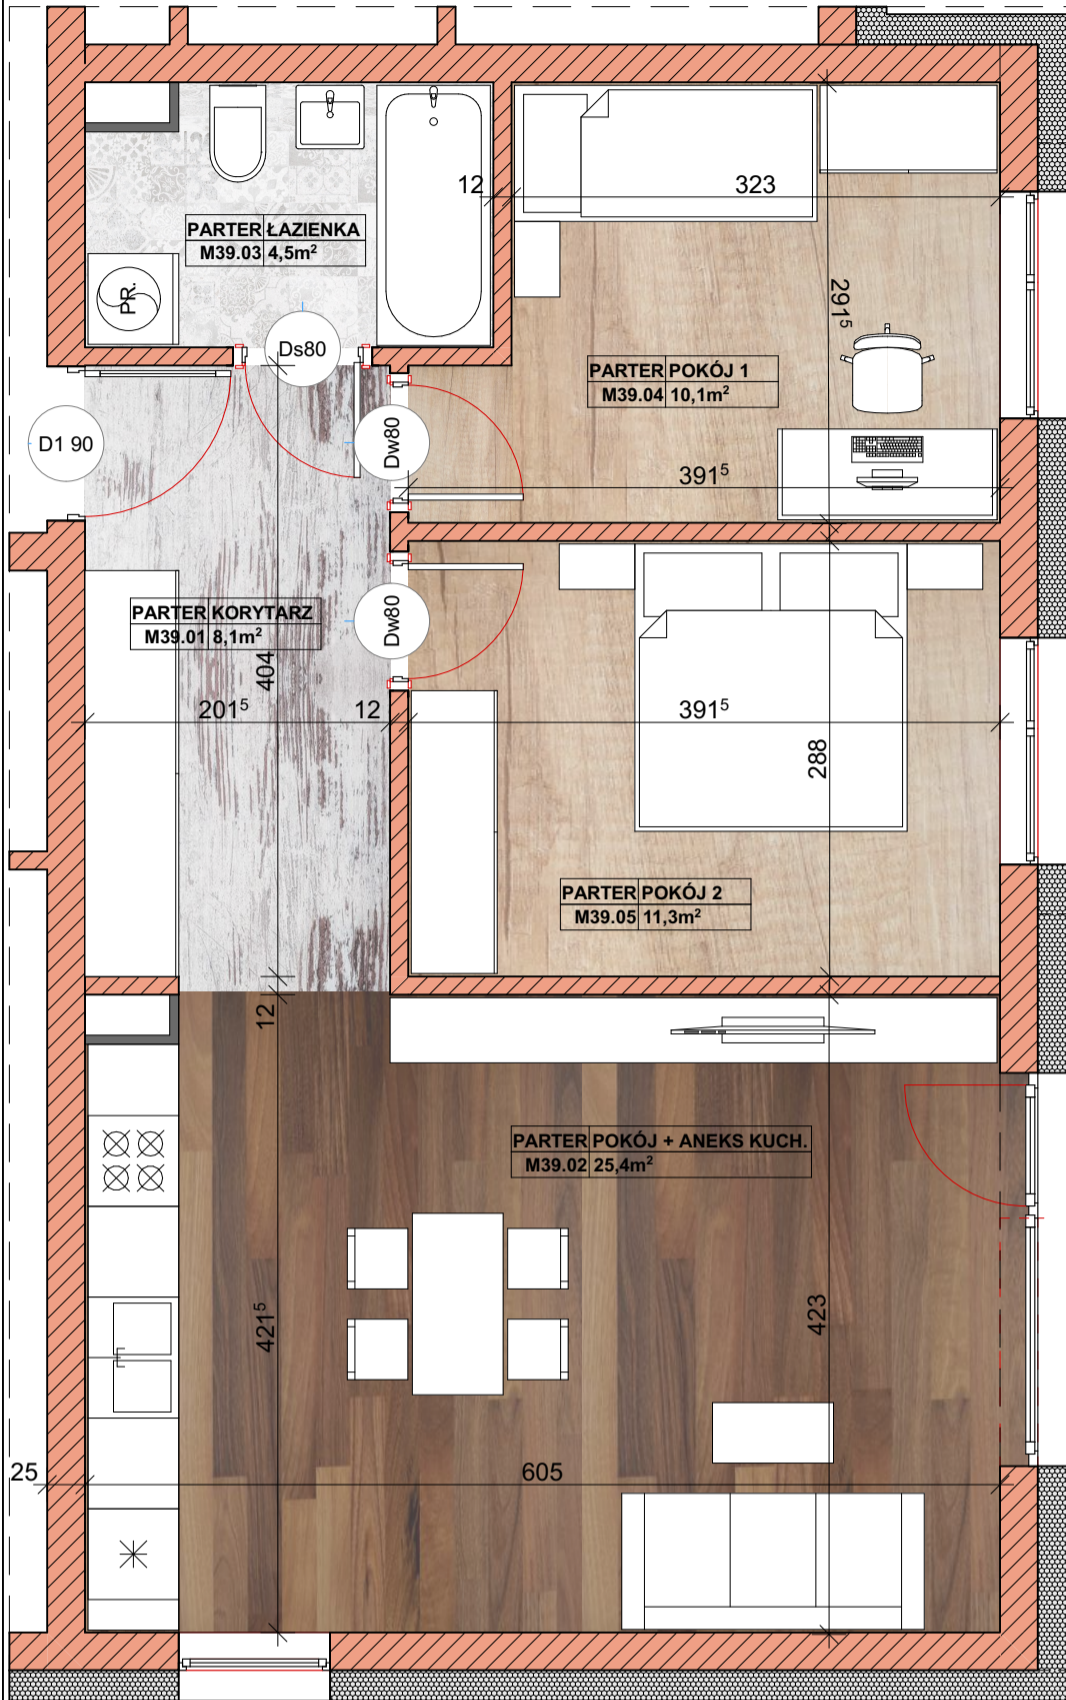 PARTER ŁAZIENKA
M39.03 4,5m²
PR.
Ds80
12
323
291⁵
PARTER POKÓJ 1
M39.04 10,1m²
D1 90
Dw80
391⁵
PARTER KORYTARZ
M39.01 8,1m²
Dw80
404
201⁵
12
391⁵
288
PARTER POKÓJ 2
M39.05 11,3m²
12
PARTER POKÓJ + ANEKS KUCH.
M39.02 25,4m²
421⁵
423
25
605